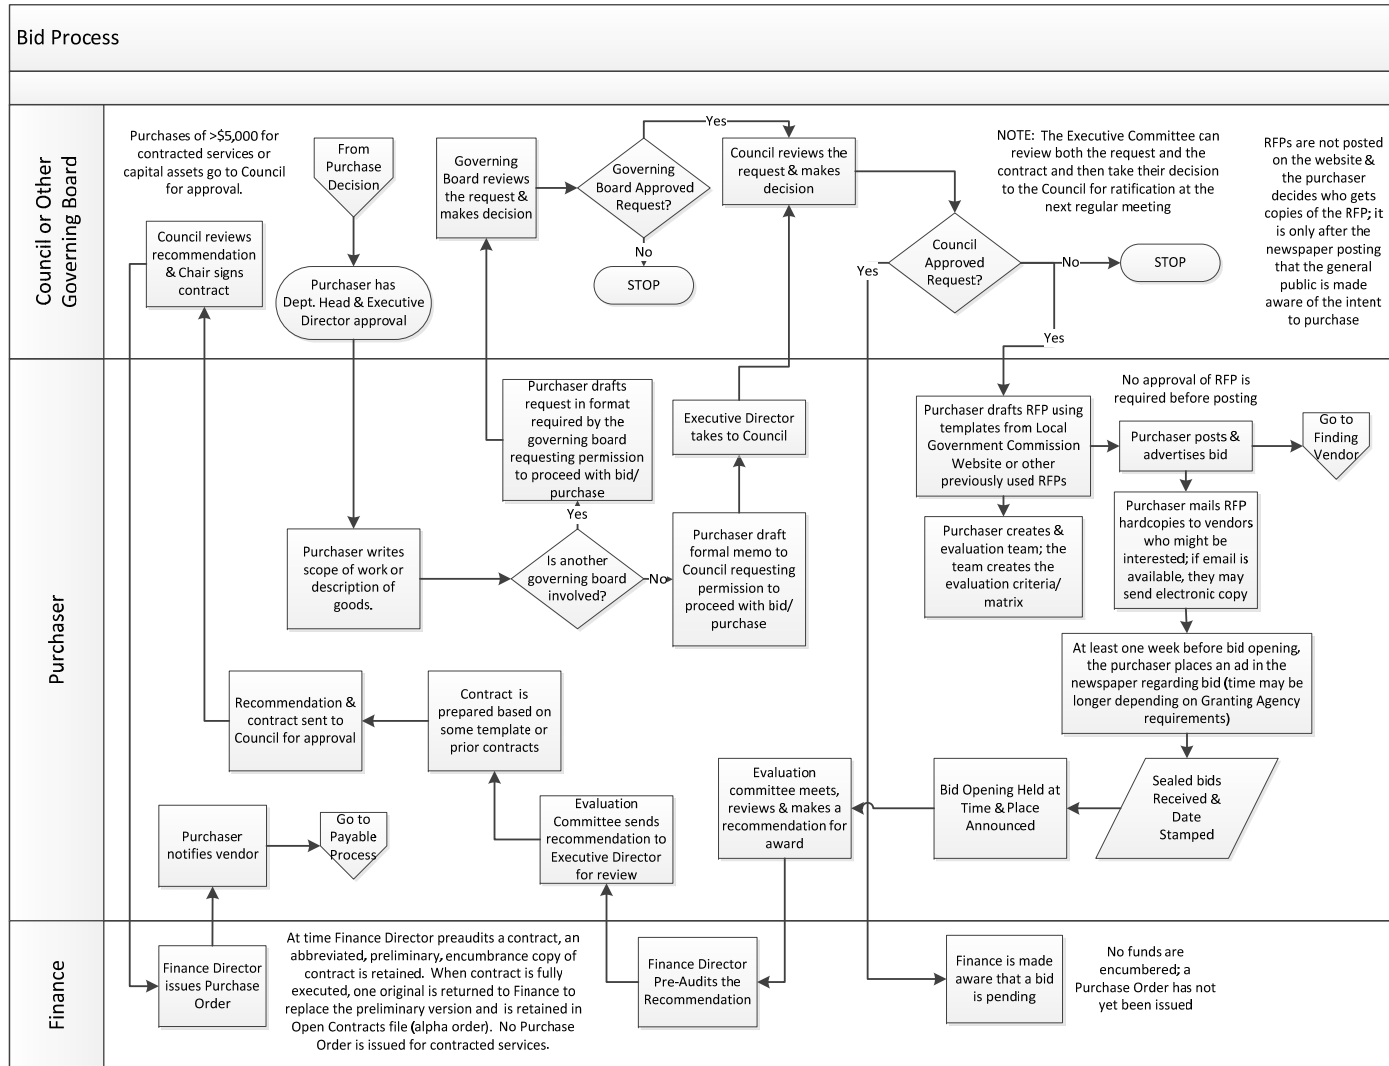 Bid Process
Council or Other
Governing Board
Purchases of >$5,000 for
contracted services or
capital assets go to Council
for approval.
From
Purchase
Decision
Governing
Board reviews
the request &
makes decision
Governing
Board Approved
Request?
Yes
No
STOP
Council reviews the
request & makes
decision
NOTE:  The Executive Committee can
review both the request and the
contract and then take their decision
to the Council for ratification at the
next regular meeting
RFPs are not posted
on the website &
the purchaser
decides who gets
copies of the RFP; it
is only after the
newspaper posting
that the general
public is made
aware of the intent
to purchase
Council reviews
recommendation
& Chair signs
contract
Purchaser has
Dept. Head & Executive
Director approval
Council
Approved
Request?
Yes
No
STOP
Yes
Purchaser
Purchaser drafts
request in format
required by the
governing board
requesting permission
to proceed with bid/
purchase
Executive Director
takes to Council
Purchaser drafts RFP using
templates from Local
Government Commission
Website or other
previously used RFPs
No approval of RFP is
required before posting
Purchaser posts &
advertises bid
Go to
Finding
Vendor
Purchaser writes
scope of work or
description of
goods.
Yes
Is another
governing board
involved?
No
Purchaser draft
formal memo to
Council requesting
permission to
proceed with bid/
purchase
Purchaser creates &
evaluation team; the
team creates the
evaluation criteria/
matrix
Purchaser mails RFP
hardcopies to vendors
who might be
interested; if email is
available, they may
send electronic copy
At least one week before bid opening,
the purchaser places an ad in the
newspaper regarding bid (time may be
longer depending on Granting Agency
requirements)
Recommendation &
contract sent to
Council for approval
Contract  is
prepared based on
some template or
prior contracts
Evaluation
committee meets,
reviews & makes a
recommendation for
award
Bid Opening Held at
Time & Place
Announced
Sealed bids
Received &
Date
Stamped
Purchaser
notifies vendor
Go to
Payable
Process
Evaluation
Committee sends
recommendation to
Executive Director
for review
Finance
Finance Director
issues Purchase
Order
At time Finance Director preaudits a contract, an
abbreviated, preliminary, encumbrance copy of
contract is retained.  When contract is fully
executed, one original is returned to Finance to
replace the preliminary version and  is retained in
Open Contracts file (alpha order).  No Purchase
Order is issued for contracted services.
Finance Director
Pre-Audits the
Recommendation
Finance is made
aware that a bid
is pending
No funds are
encumbered; a
Purchase Order has
not yet been issued